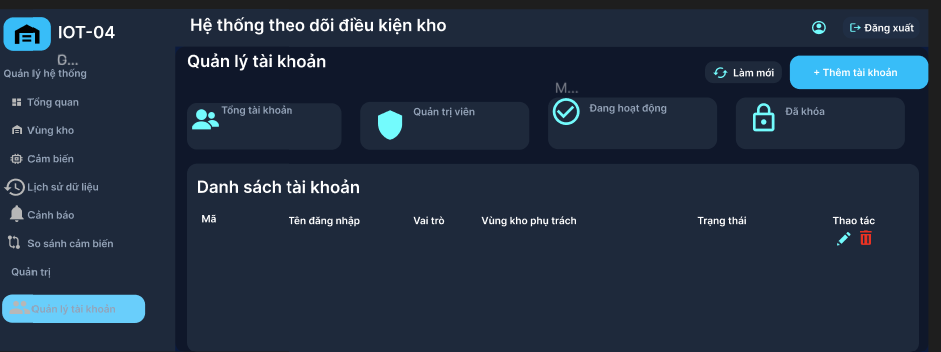 IOT-04
G...
Quản lý hệ thống
Tổng quan
Vùng kho
Cảm biến
Lịch sử dữ liệu
Cảnh báo
So sánh cảm biến
Quản trị
Quản lý tài khoản
Hệ thống theo dõi điều kiện kho
Đăng xuất
Quản lý tài khoản
Làm mới
+ Thêm tài khoản
M...
Tổng tài khoản
Quản trị viên
Đang hoạt động
Đã khóa
Danh sách tài khoản
Mã Tên đăng nhập Vai trò Vùng kho phụ trách Trạng thái Thao tác